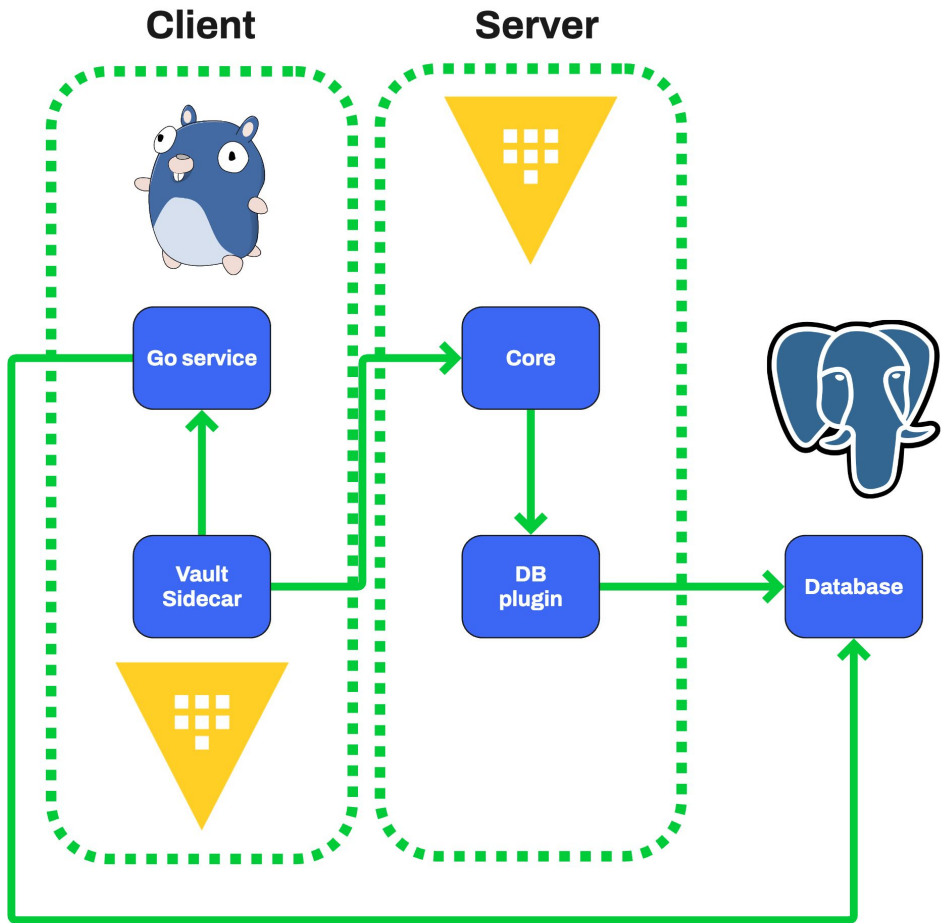 Client
Server
Go service
Core
Vault
Sidecar
DB
plugin
Database